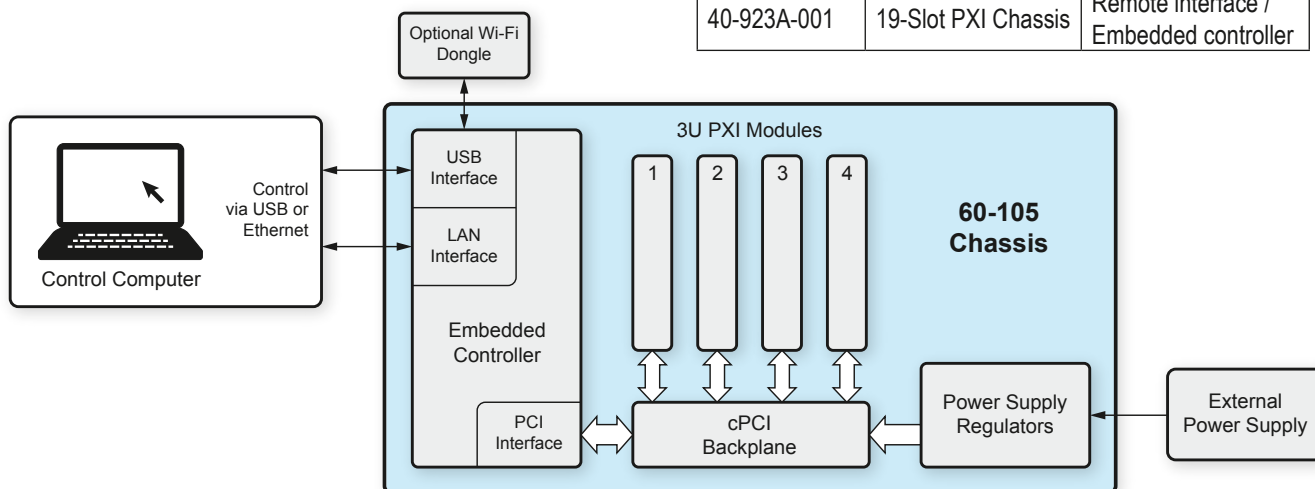 40-923A-001
19-Slot PXI Chassis
Remote Interface /
Embedded controller
Optional Wi-Fi
Dongle
3U PXI Modules
USB
Interface
1
2
3
4
Control
via USB or
Ethernet
60-105
Chassis
LAN
Interface
Control Computer
Embedded
Controller
PCI
Interface
cPCI
Backplane
Power Supply
Regulators
External
Power Supply